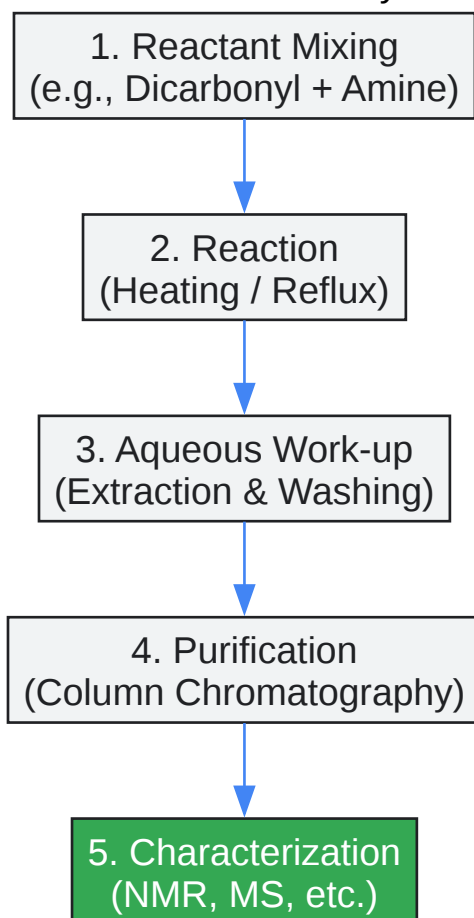 1. Reactant Mixing
(e.g., Dicarbonyl + Amine)
2. Reaction
(Heating / Reflux)
3. Aqueous Work-up
(Extraction & Washing)
4. Purification
(Column Chromatography)
5. Characterization
(NMR, MS, etc.)